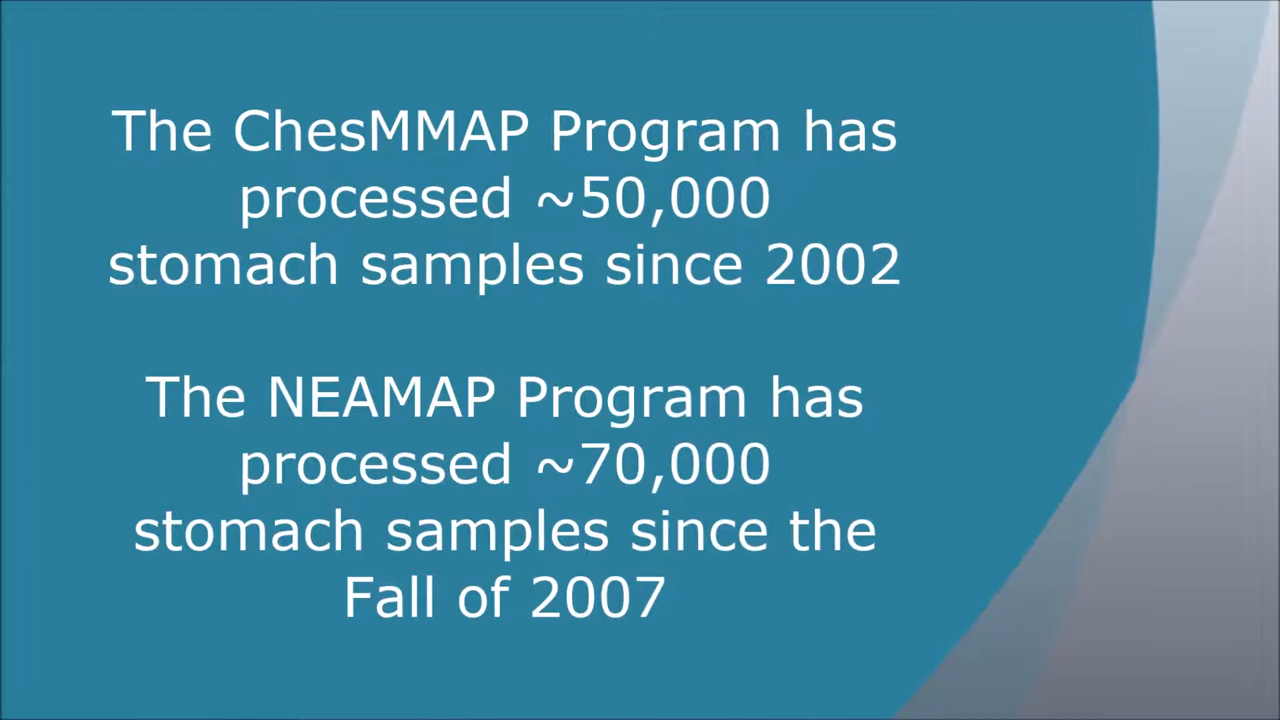 The ChesMMAP Program has
processed ~50,000
stomach samples since 2002
The NEAMAP Program has
processed ~70,000
stomach samples since the
Fall of 2007